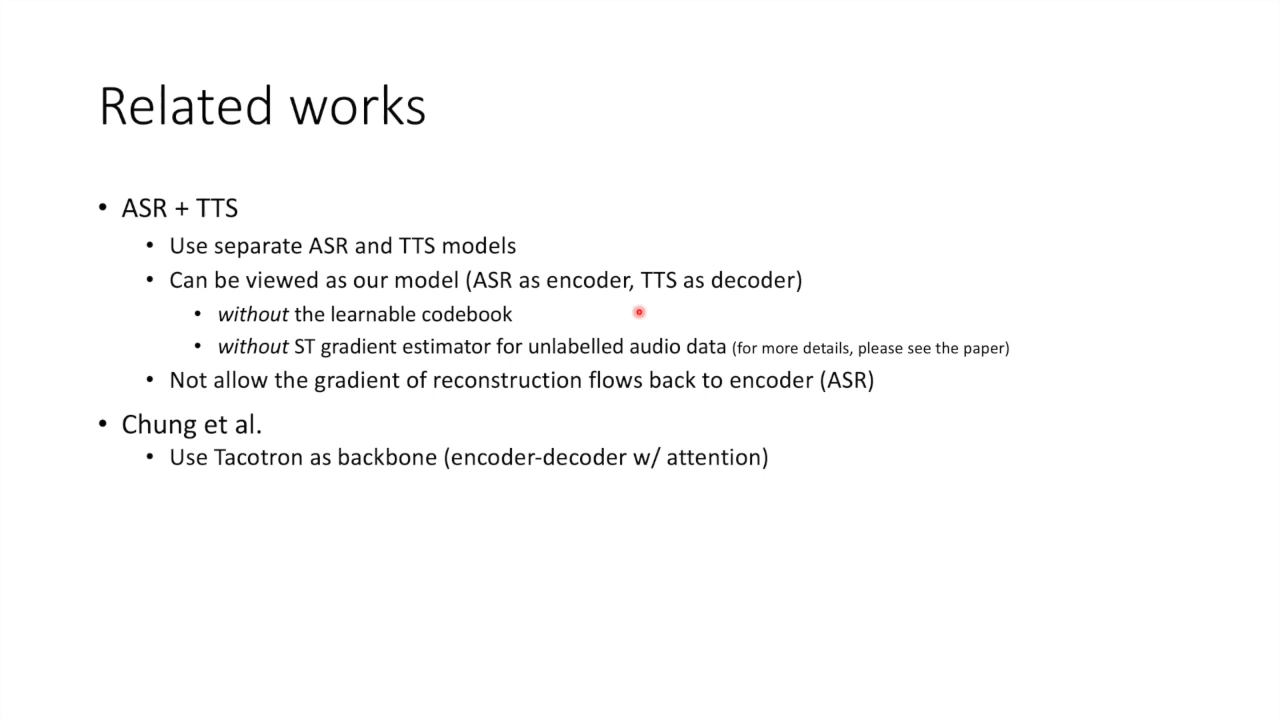 Related works
• ASR + TTS
• Use separate ASR and TTS models
• Can be viewed as our model (ASR as encoder, TTS as decoder)
• without the learnable codebook
• without ST gradient estimator for unlabelled audio data (for more details, please see the paper)
• Not allow the gradient of reconstruction flows back to encoder (ASR)
• Chung et al.
• Use Tacotron as backbone (encoder-decoder w/ attention)